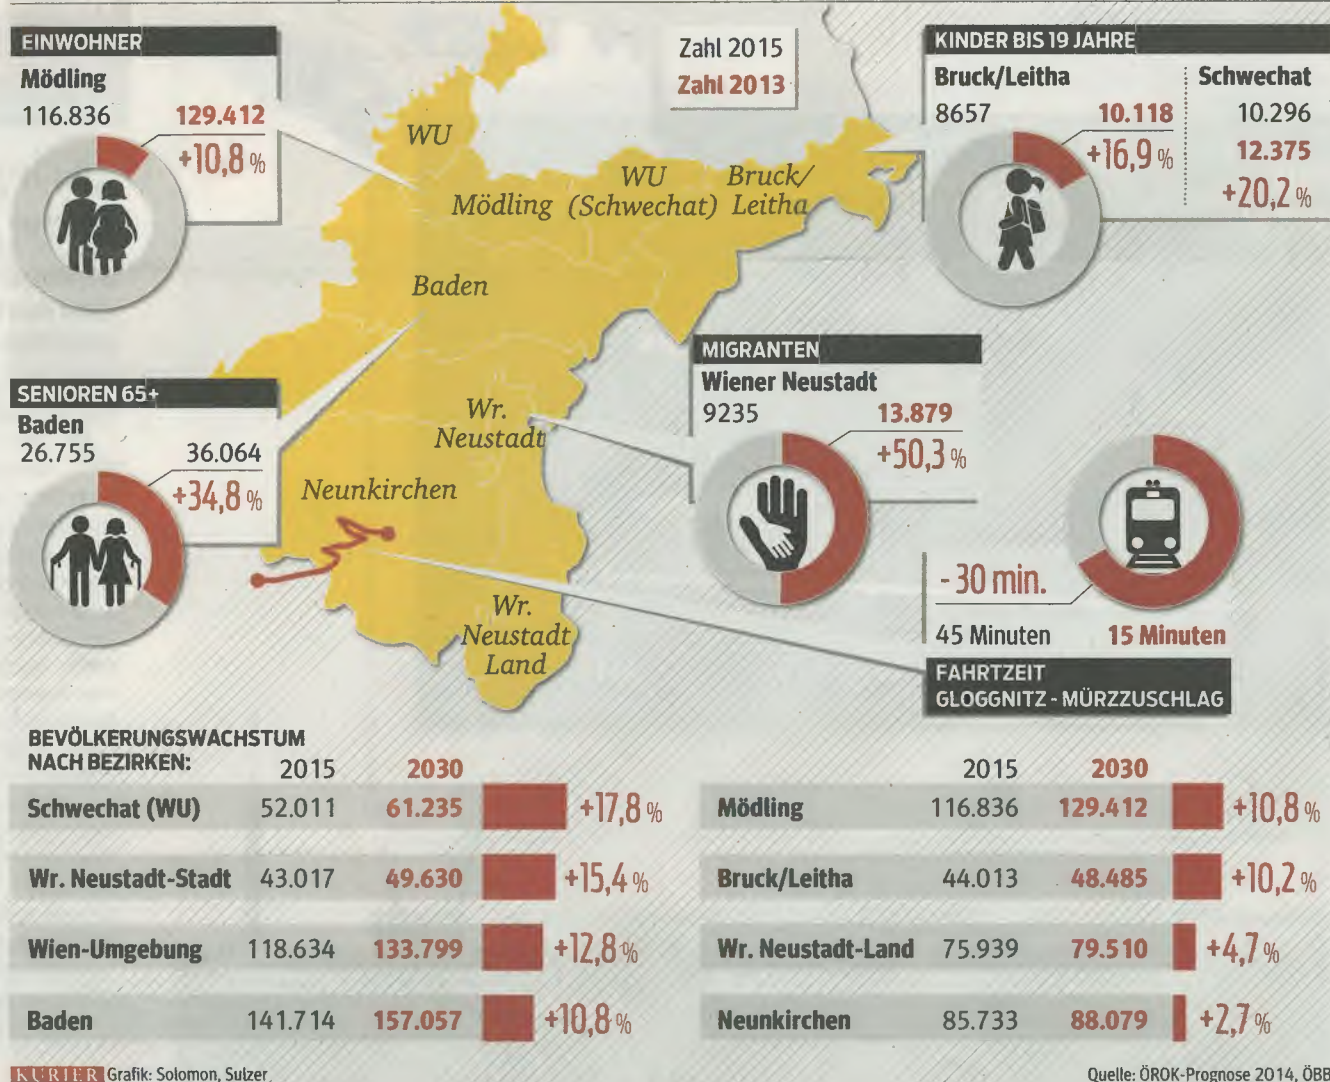 EINWOHNER
Mödling
116.836 129.412
+10,8 %
Zahl 2015
Zahl 2013
KINDER BIS 19 JAHRE
Bruck/Leitha
8657 10.118
+16,9 %
Schwechat
10.296
12.375
+20,2 %
WU
Mödling
WU
(Schwechat)
Bruck/
Leitha
Baden
Wr.
Neustadt
Neunkirchen
Wr.
Neustadt
Land
SENIOREN 65+
Baden
26.755 36.064
+34,8 %
MIGRANTEN
Wiener Neustadt
9235 13.879
+50,3 %
- 30 min.
45 Minuten 15 Minuten
FAHRTZEIT
GLOGGNITZ - MÜRZZUSCHLAG
BEVÖLKERUNGSWACHSTUM
NACH BEZIRKEN:
2015 2030
Schwechat (WU) 52.011 61.235 +17,8 %
Wr. Neustadt-Stadt 43.017 49.630 +15,4 %
Wien-Umgebung 118.634 133.799 +12,8 %
Baden 141.714 157.057 +10,8 %
2015 2030
Mödling 116.836 129.412 +10,8 %
Bruck/Leitha 44.013 48.485 +10,2 %
Wr. Neustadt-Land 75.939 79.510 +4,7 %
Neunkirchen 85.733 88.079 +2,7 %
KURIER Grafik: Solomon, Sulzer
Quelle: ÖROK-Prognose 2014, ÖBB